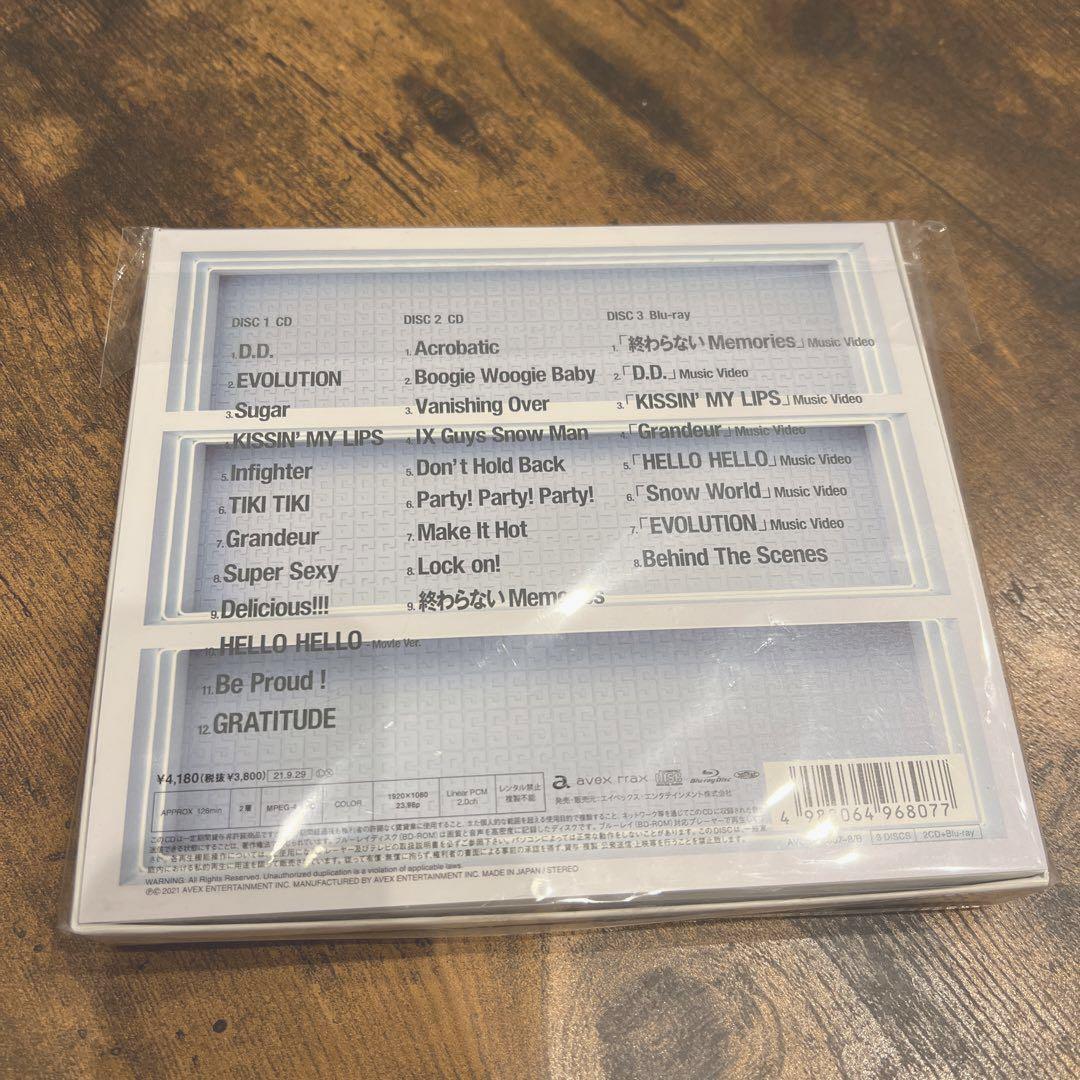 DISC 1 CD
1. D.D.
2. EVOLUTION
3. Sugar
4. KISSIN' MY LIPS
5. Infighter
6. TIKI TIKI
7. Grandeur
8. Super Sexy
9. Delicious!!!
10. HELLO HELLO - Movie Ver.
11. Be Proud !
12. GRATITUDE
DISC 2 CD
1. Acrobatic
2. Boogie Woogie Baby
3. Vanishing Over
4. IX Guys Snow Man
5. Don't Hold Back
6. Party! Party! Party!
7. Make It Hot
8. Lock on!
9. 終わらない Memories
DISC 3 Blu-ray
1.「終わらない Memories」Music Video
2.「D.D.」Music Video
3.「KISSIN' MY LIPS」Music Video
4.「Grandeur」Music Video
5.「HELLO HELLO」Music Video
6.「Snow World」Music Video
7.「EVOLUTION」Music Video
8. Behind The Scenes
¥4,180(税抜¥3,800) 21.9.29
APPROX 126min 2層 COLOR 1920×1080 23.98p Linear PCM 2.0ch レンタル禁止 複製不能
avex trax
発売・販売元:エイベックス・エンタテインメント株式会社
968077
3 DISCS 2CD+Blu-ray
WARNING: All Rights Reserved. Unauthorized duplication is a violation of applicable laws.
℗© 2021 AVEX ENTERTAINMENT INC. MANUFACTURED BY AVEX ENTERTAINMENT INC. MADE IN JAPAN / STEREO